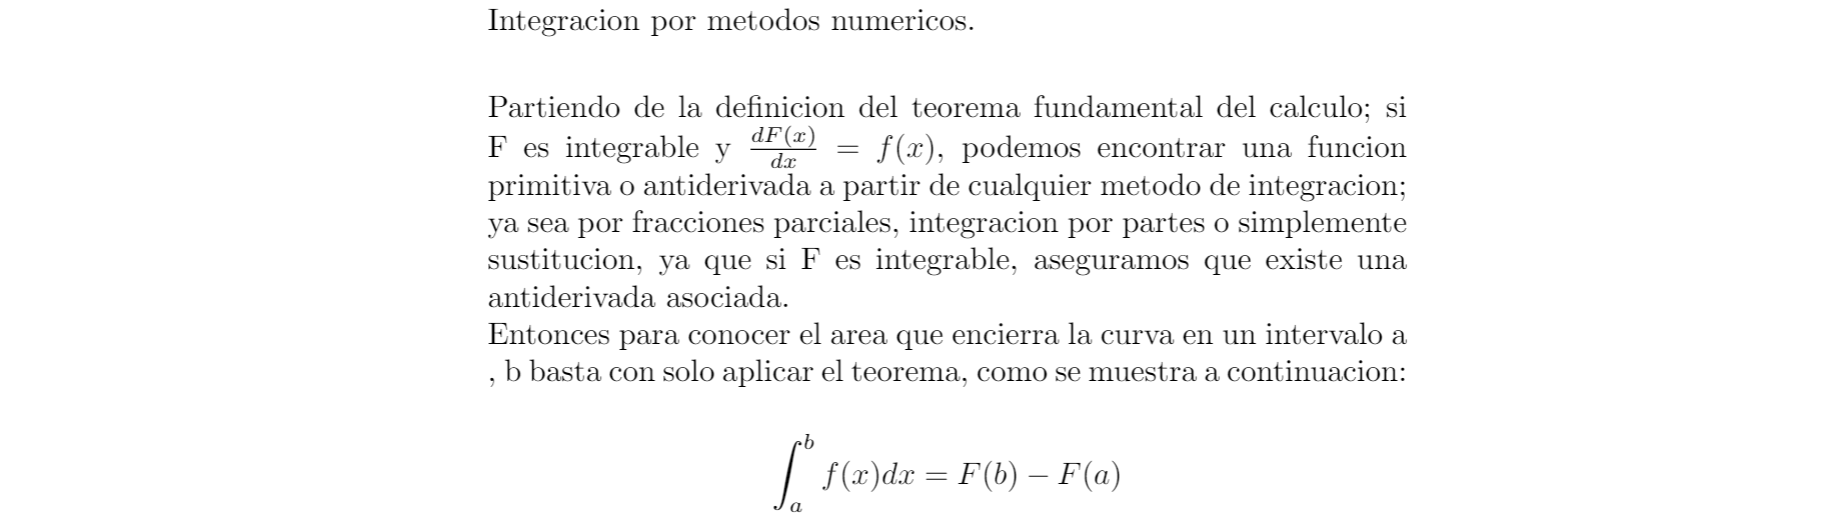 Integracion por metodos numericos.
Partiendo de la definicion del teorema fundamental del calculo; si
F es integrable y $\frac{dF(x)}{dx} = f(x)$, podemos encontrar una funcion
primitiva o antiderivada a partir de cualquier metodo de integracion;
ya sea por fracciones parciales, integracion por partes o simplemente
sustitucion, ya que si F es integrable, aseguramos que existe una
antiderivada asociada.
Entonces para conocer el area que encierra la curva en un intervalo a
, b basta con solo aplicar el teorema, como se muestra a continuacion:
$\int_a^b f(x)dx = F(b) - F(a)$